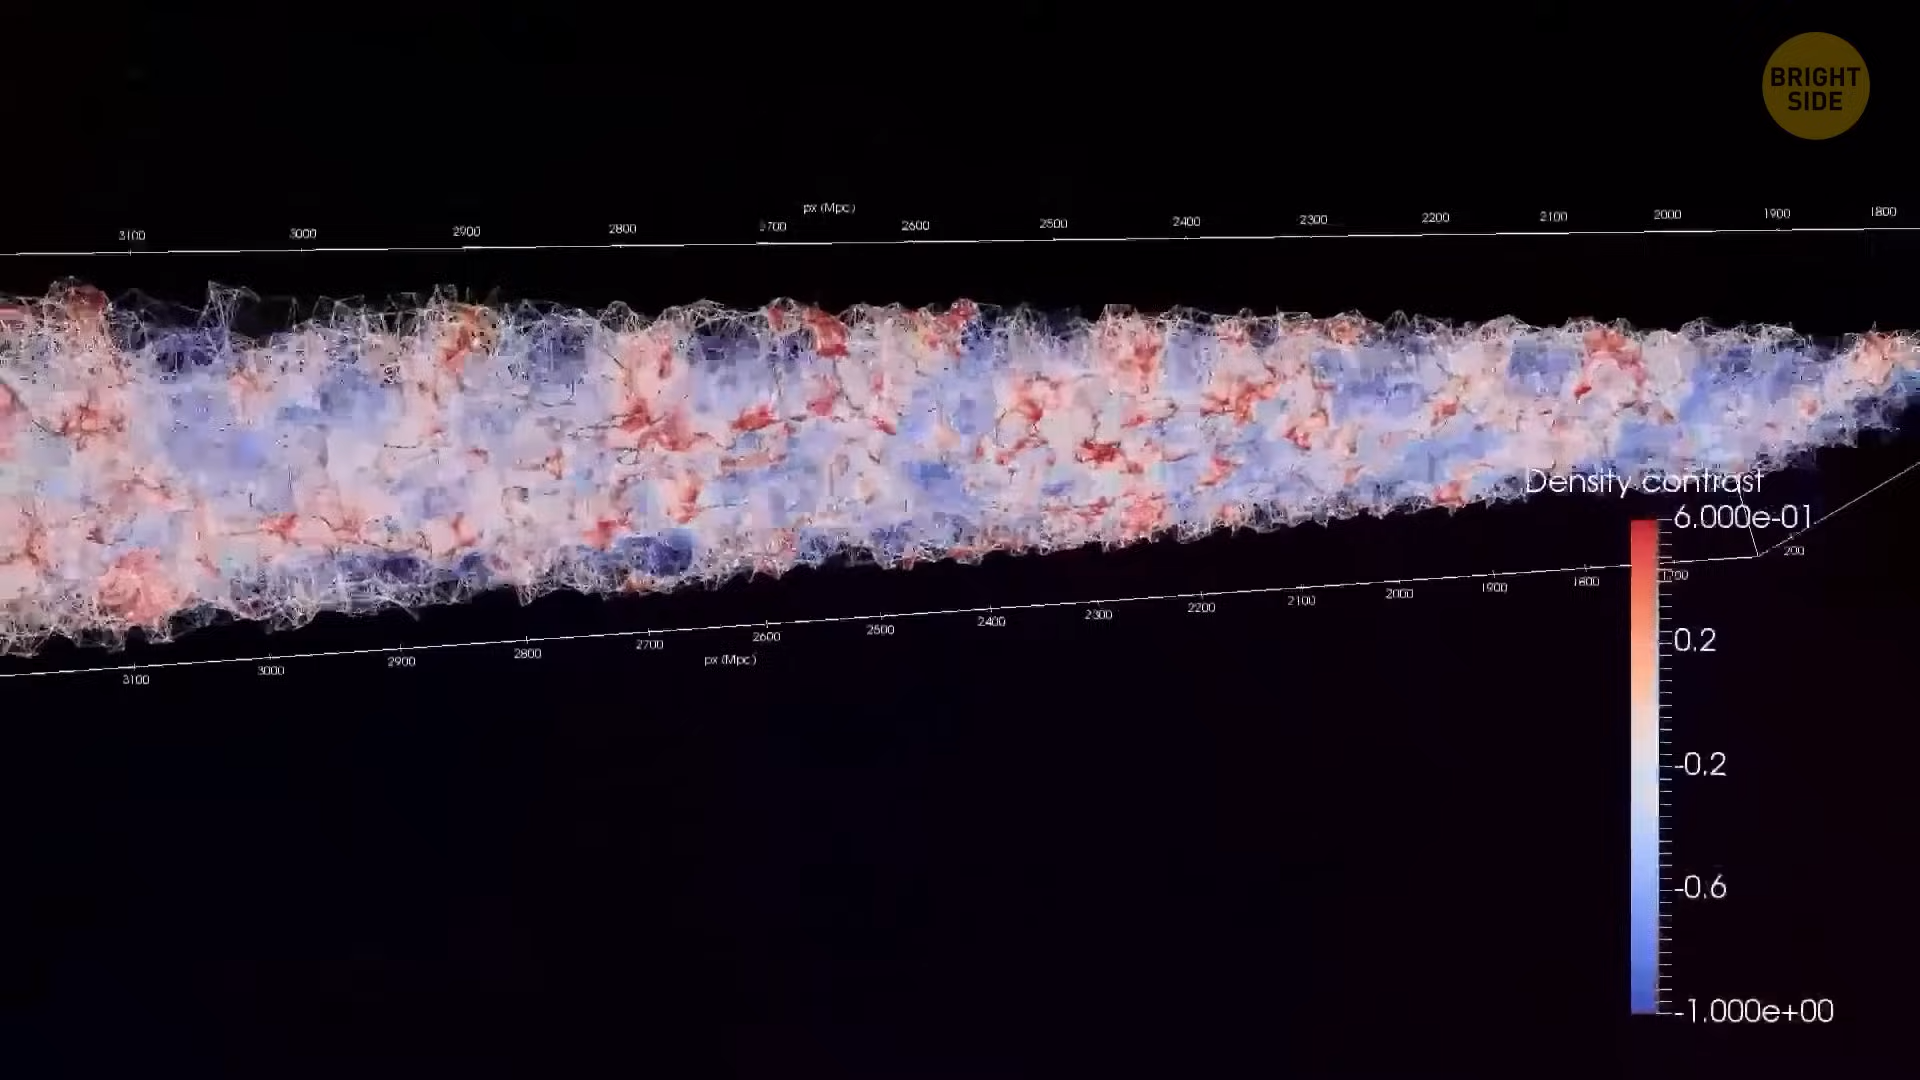 BRIGHT
SIDE
px (Mpc)
3100 3000 2900 2800 2700 2600 2500 2400 2300 2200 2100 2000 1900 1800
Density contrast
6.000e-01
0.2
-0.2
-0.6
-1.000e+00
200
3100 3000 2900 2800 2700 2600 2500 2400 2300 2200 2100 2000 1900 1800 1700
px (Mpc)